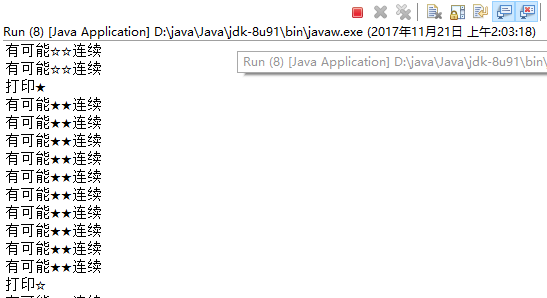 Run (8) [Java Application] D:\java\Java\jdk-8u91\bin\javaw.exe (2017年11月21日 上午2:03:18)
有可能☆☆连续
Run (8) [Java Application] D:\java\Java\jdk-8u91\bin\
有可能☆☆连续
打印★
有可能★★连续
有可能★★连续
有可能★★连续
有可能★★连续
有可能★★连续
有可能★★连续
有可能★★连续
有可能★★连续
有可能★★连续
有可能★★连续
打印☆